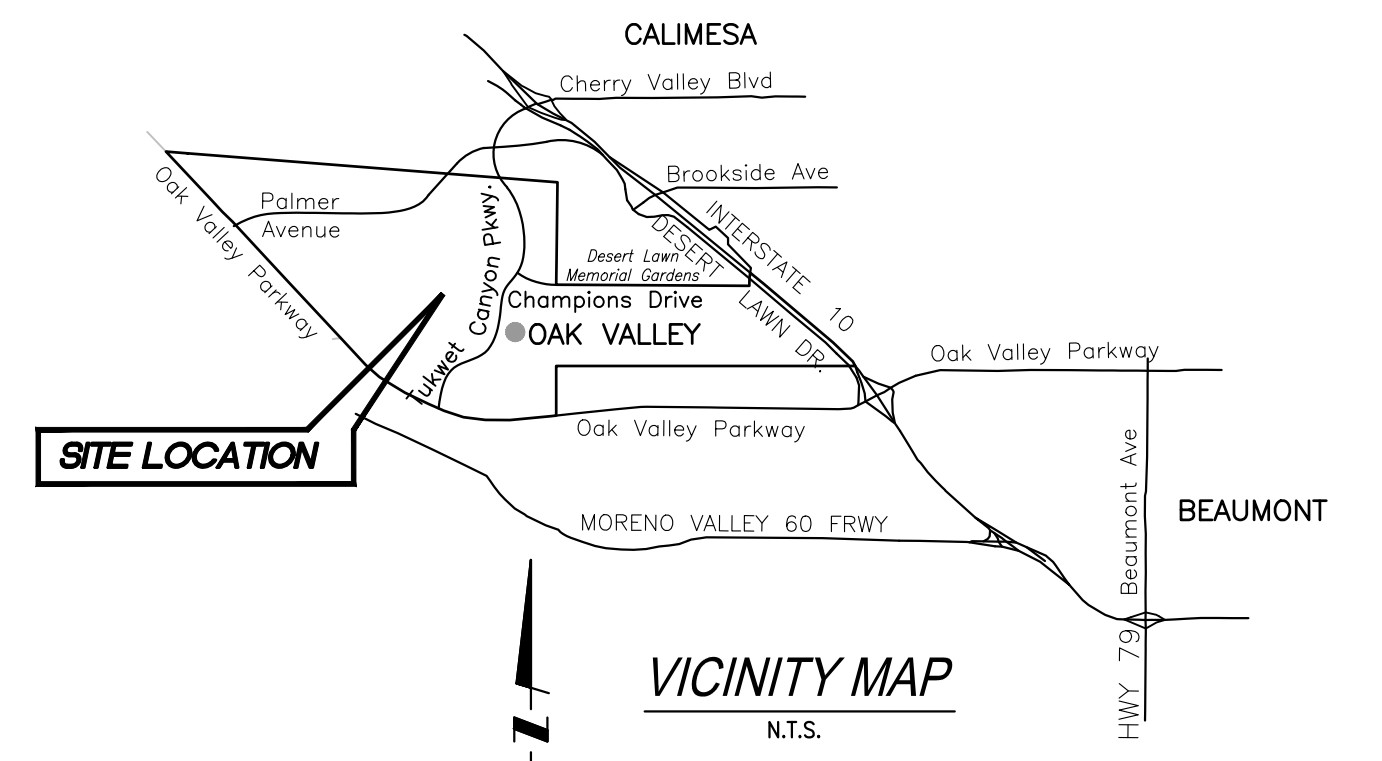 CALIMESA
Cherry Valley Blvd
Brookside Ave
Oak Valley Parkway
Palmer
Avenue
Tukwet Canyon Pkwy.
INTERSTATE 10
DESERT LAWN DR.
Desert Lawn
Memorial Gardens
Champions Drive
OAK VALLEY
Oak Valley Parkway
Oak Valley Parkway
SITE LOCATION
MORENO VALLEY 60 FRWY
HWY 79 Beaumont Ave
BEAUMONT
VICINITY MAP
N.T.S.
N